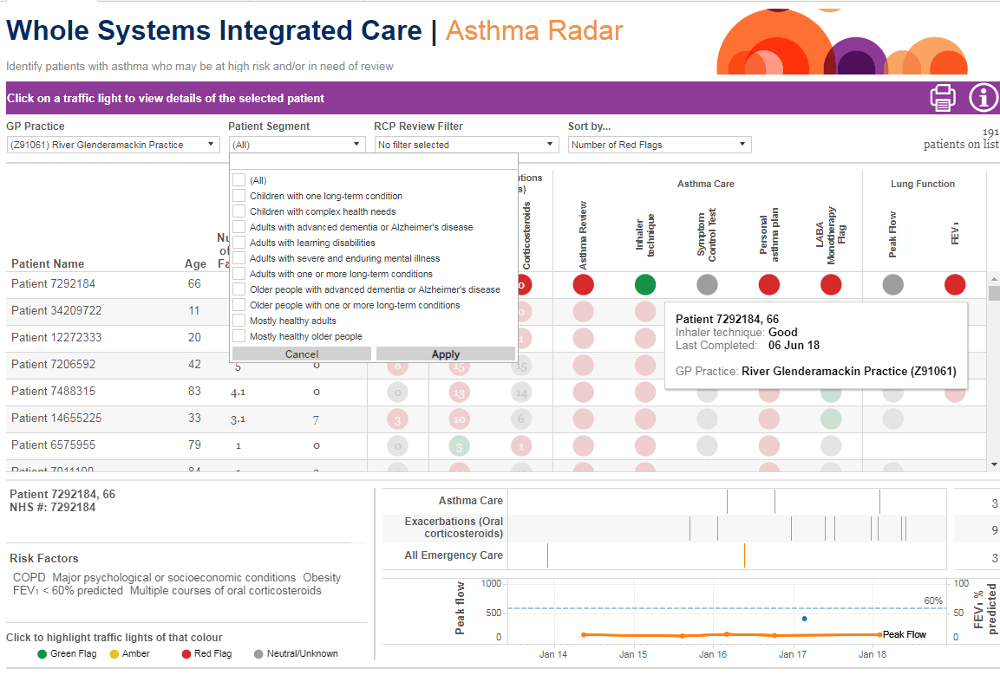 Whole Systems Integrated Care | Asthma Radar
Identify patients with asthma who may be at high risk and/or in need of review
Click on a traffic light to view details of the selected patient
GP Practice
Patient Segment
RCP Review Filter
Sort by...
(Z91061) River Glenderamackin Practice
(All)
No filter selected
Number of Red Flags
191
patients on list
(All)
Children with one long-term condition
Children with complex health needs
Adults with advanced dementia or Alzheimer's disease
Adults with learning disabilities
Adults with severe and enduring mental illness
Adults with one or more long-term conditions
Older people with advanced dementia or Alzheimer's disease
Older people with one or more long-term conditions
Mostly healthy adults
Mostly healthy older people
Cancel
Apply
Asthma Care
Lung Function
Corticosteroids
Asthma Review
Inhaler technique
Symptom Control Test
Personal asthma plan
LABA Monotherapy Flag
Peak Flow
FEV1
Patient Name
Age
Patient 7292184 66
Patient 34209722 11
Patient 12272333 20
Patient 7206592 42 5 0 8 15 15
Patient 7488315 83 4.1 0 0 13 14
Patient 14655225 33 3.1 7 3 10 6
Patient 6575955 79 1 0 0 3 1
Patient 7292184, 66
Inhaler technique: Good
Last Completed: 06 Jun 18
GP Practice: River Glenderamackin Practice (Z91061)
Patient 7292184, 66
NHS #: 7292184
Risk Factors
COPD Major psychological or socioeconomic conditions Obesity
FEV1 < 60% predicted Multiple courses of oral corticosteroids
Click to highlight traffic lights of that colour
Green Flag
Amber
Red Flag
Neutral/Unknown
Asthma Care 3
Exacerbations (Oral
corticosteroids) 9
All Emergency Care 3
Peak flow
1000
500
0
60%
Peak Flow
100
50
0
FEV1 %
predicted
Jan 14
Jan 15
Jan 16
Jan 17
Jan 18